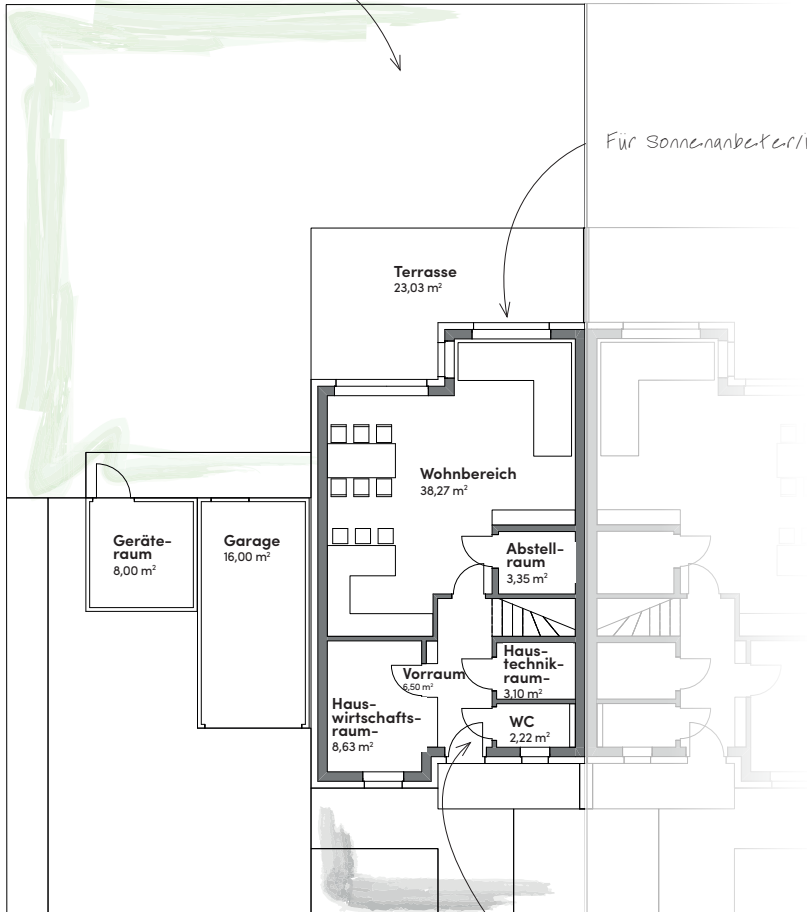 Für Sonnenanbeter/i
Terrasse
23,03 m²
Wohnbereich
38,27 m²
Geräte-
raum
8,00 m²
Garage
16,00 m²
Abstell-
raum
3,35 m²
Haus-
technik-
raum-
3,10 m²
Vorraum
6,50 m²
Haus-
wirtschafts-
raum-
8,63 m²
WC
2,22 m²